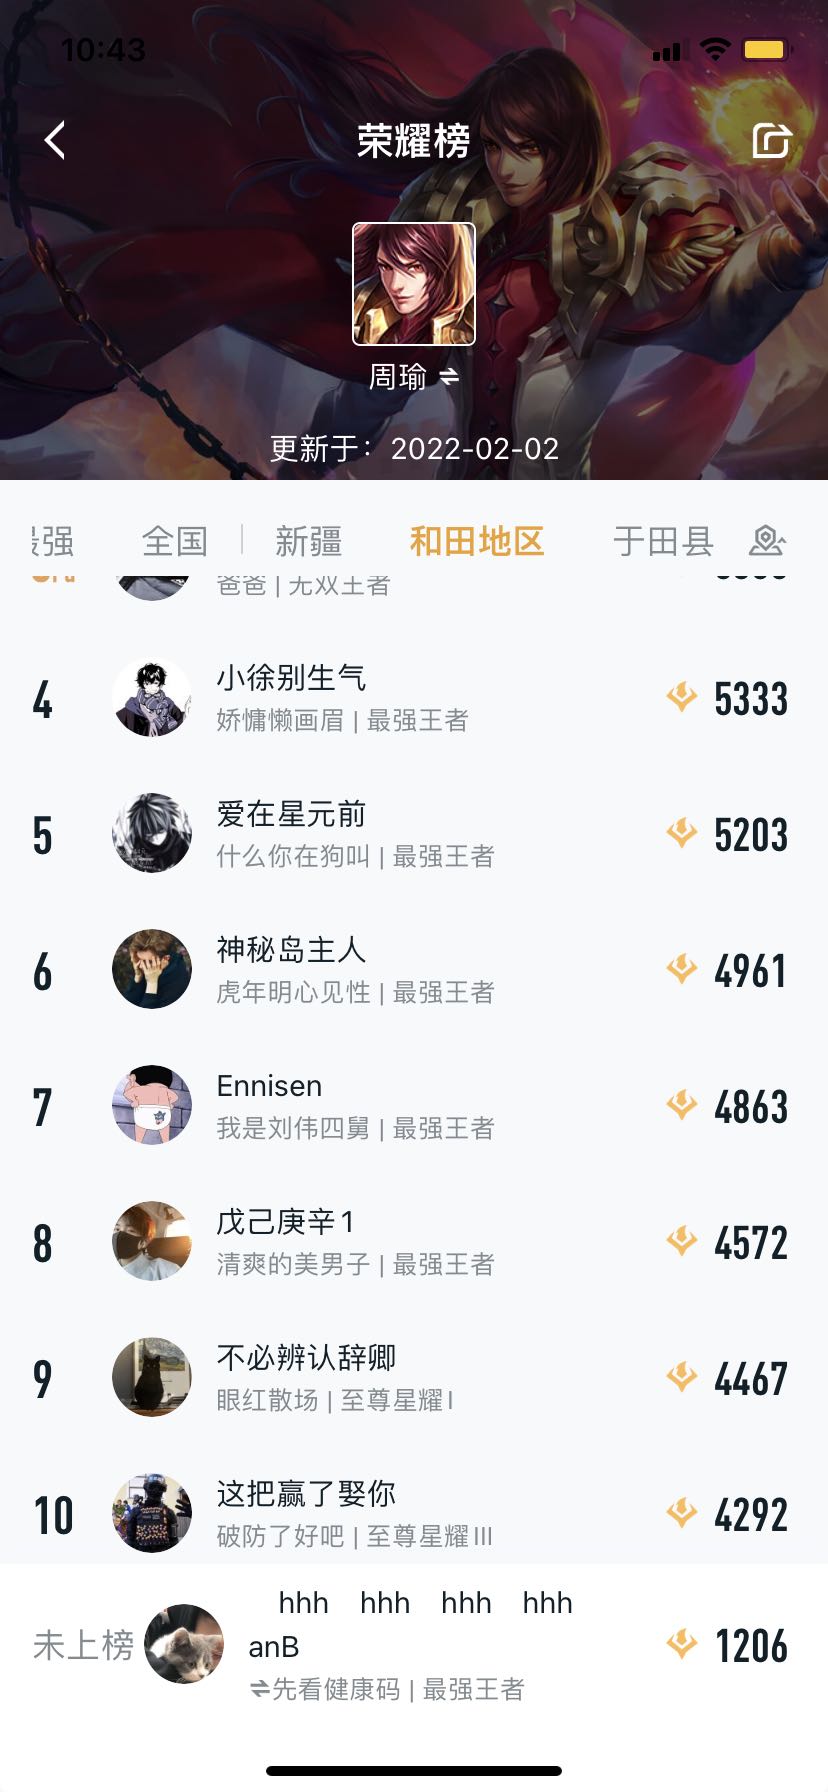 10:43
荣耀榜
周瑜 ⇌
更新于：2022-02-02
最强 全国 | 新疆 和田地区 于田县
爸爸 | 无双王者
4 小徐别生气 5333
娇慵懒画眉 | 最强王者
5 爱在星元前 5203
什么你在狗叫 | 最强王者
6 神秘岛主人 4961
虎年明心见性 | 最强王者
7 Ennisen 4863
我是刘伟四舅 | 最强王者
8 戊己庚辛1 4572
清爽的美男子 | 最强王者
9 不必辨认辞卿 4467
眼红散场 | 至尊星耀I
10 这把赢了娶你 4292
破防了好吧 | 至尊星耀III
hhh hhh hhh hhh
未上榜 anB 1206
⇌先看健康码 | 最强王者